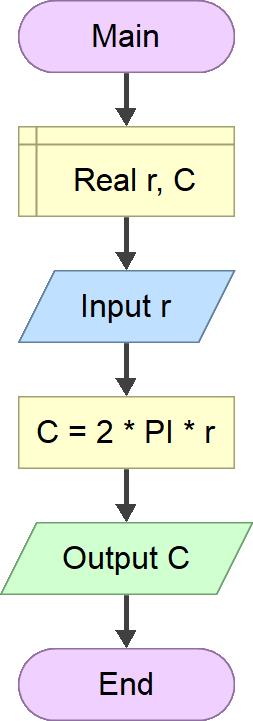 Main
Real r, C
Input r
C = 2 * PI * r
Output C
End